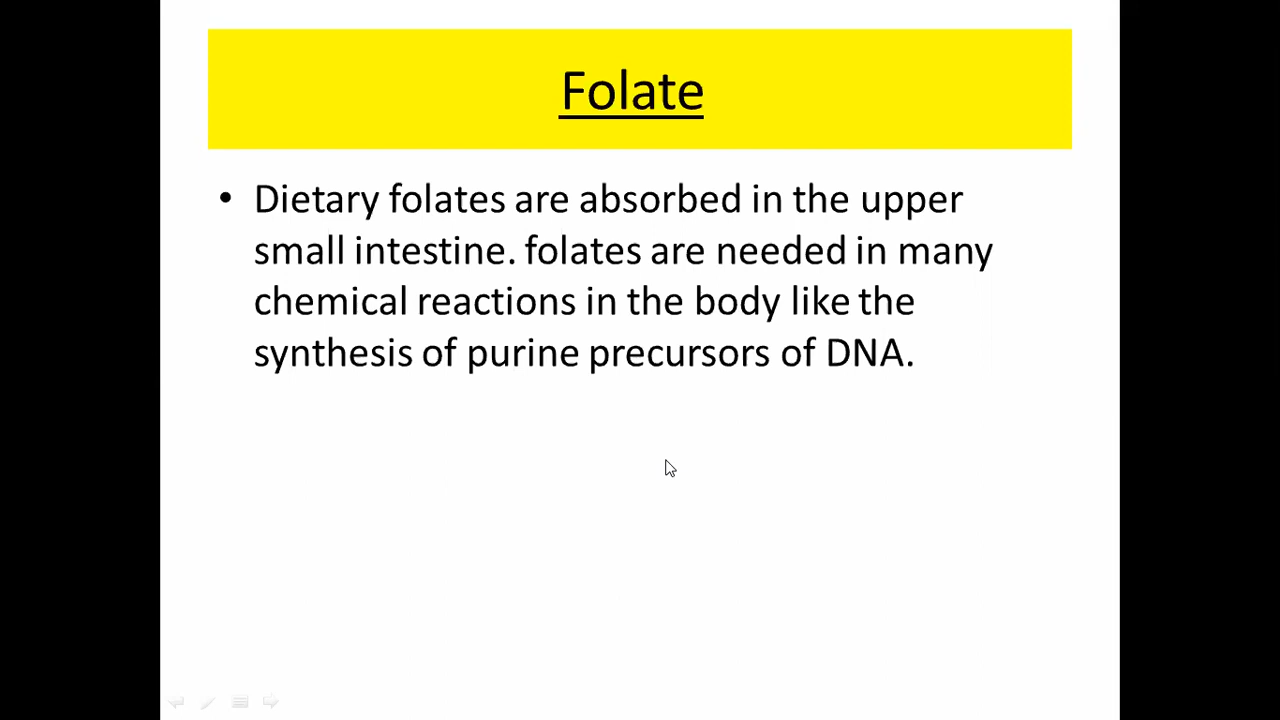 Folate
• Dietary folates are absorbed in the upper
small intestine. folates are needed in many
chemical reactions in the body like the
synthesis of purine precursors of DNA.